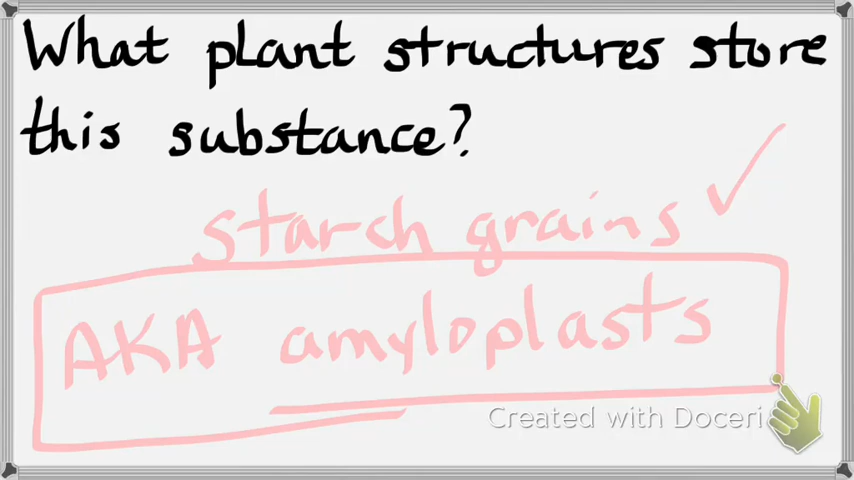 What plant structures store
this substance?
starch grains ✓
AKA amyloplasts
Created with Doceri